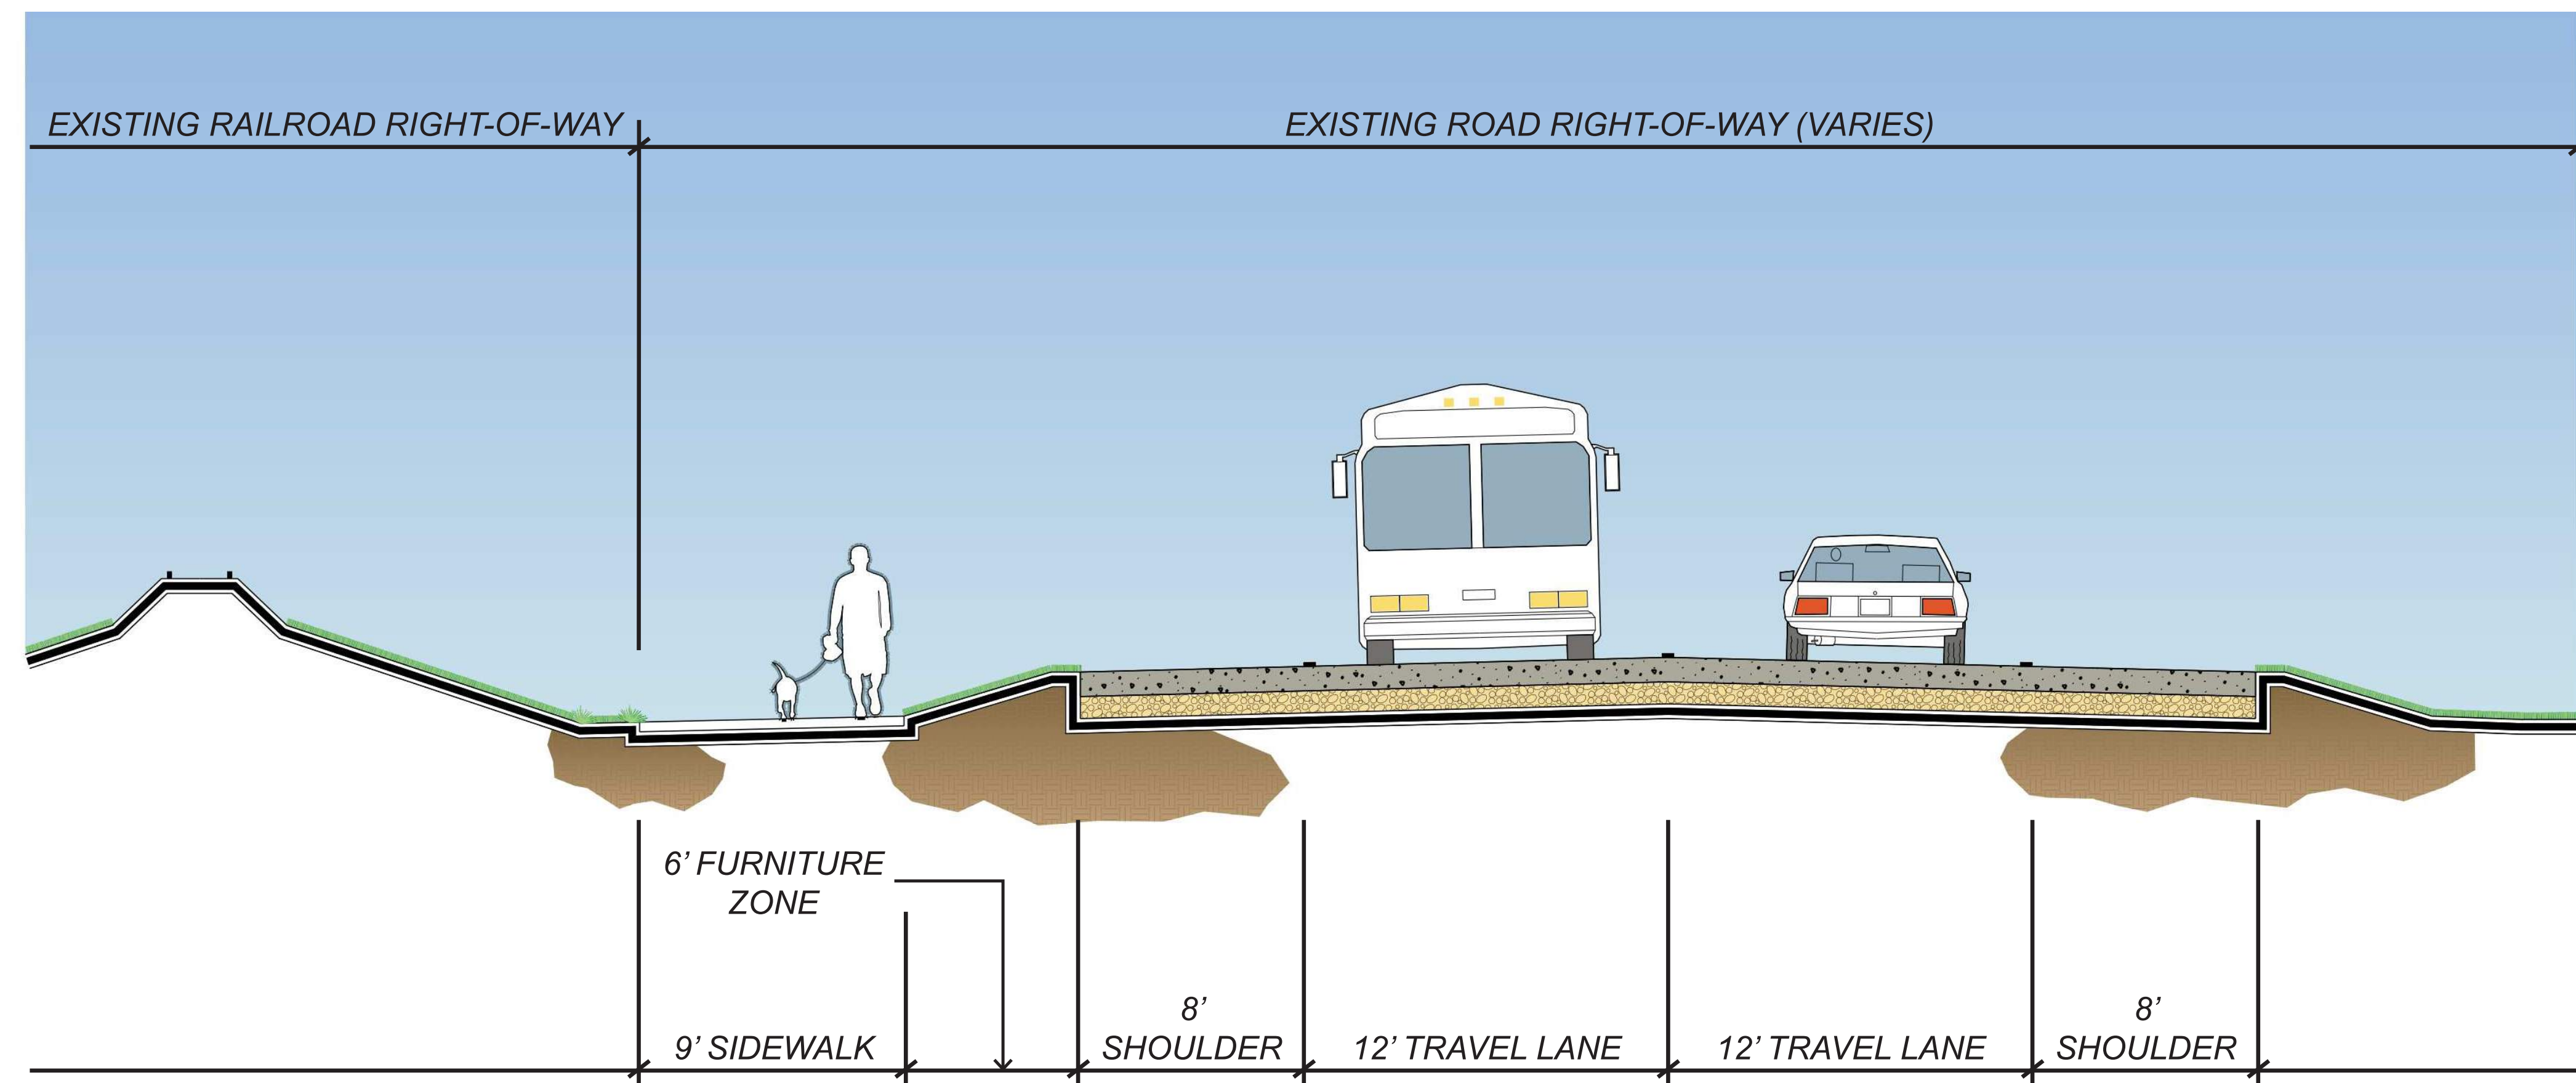 EXISTING RAILROAD RIGHT-OF-WAY
EXISTING ROAD RIGHT-OF-WAY (VARIES)
6’ FURNITURE
ZONE
9’ SIDEWALK
8’
SHOULDER
12’ TRAVEL LANE
12’ TRAVEL LANE
8’
SHOULDER